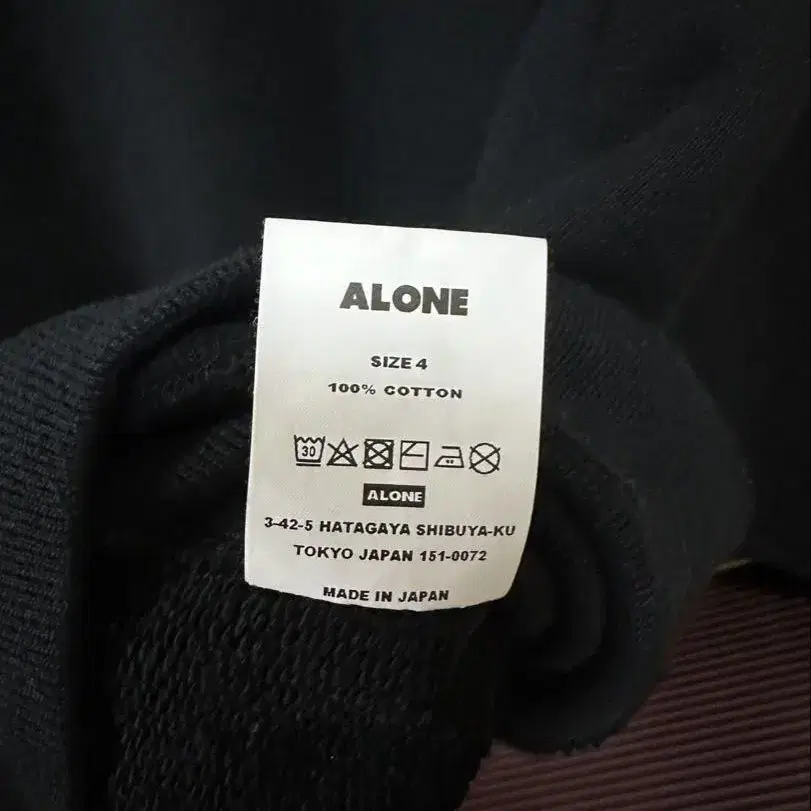 ALONE
SIZE 4
100% COTTON
30
ALONE
3-42-5 HATAGAYA SHIBUYA-KU
TOKYO JAPAN 151-0072
MADE IN JAPAN